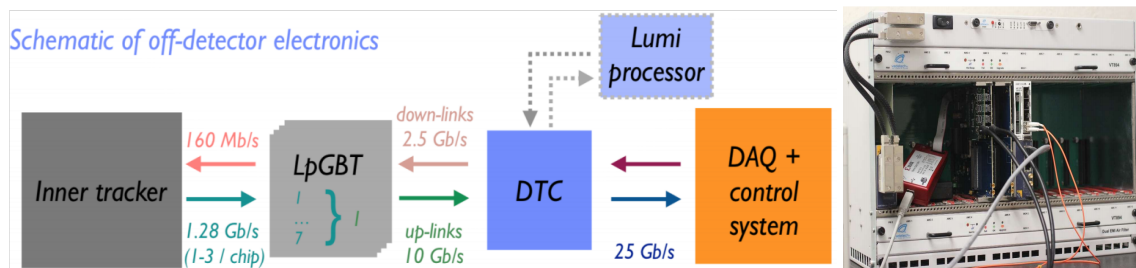 Schematic of off-detector electronics
Lumi
processor
160 Mb/s
Inner tracker
1.28 Gb/s
(1-3 / chip)
LpGBT
1
...
7
}
1
down-links
2.5 Gb/s
up-links
10 Gb/s
DTC
25 Gb/s
DAQ +
control
system